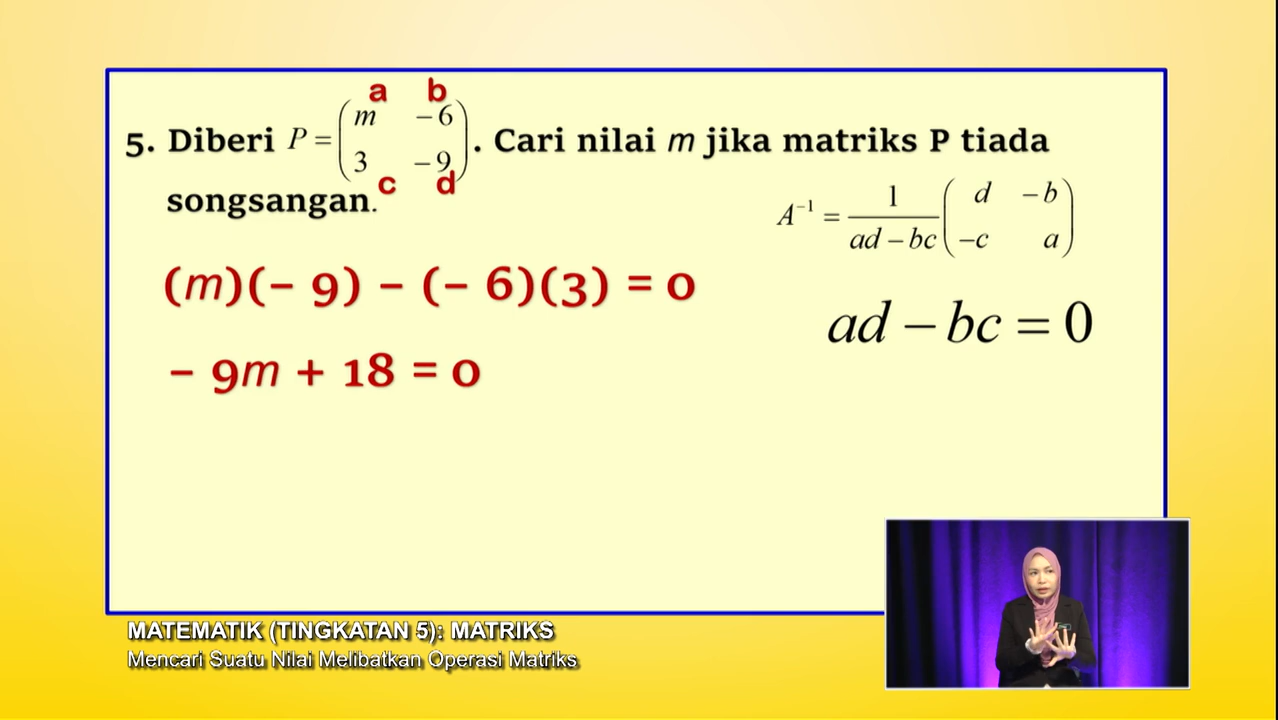 a b
5. Diberi P = ( m −6 ) . Cari nilai m jika matriks P tiada
3 −9
c d
songsangan.
A⁻¹ = 1/(ad − bc) ( d −b
−c a )
(m)(– 9) – (– 6)(3) = 0
ad − bc = 0
– 9m + 18 = 0
MATEMATIK (TINGKATAN 5): MATRIKS
Mencari Suatu Nilai Melibatkan Operasi Matriks